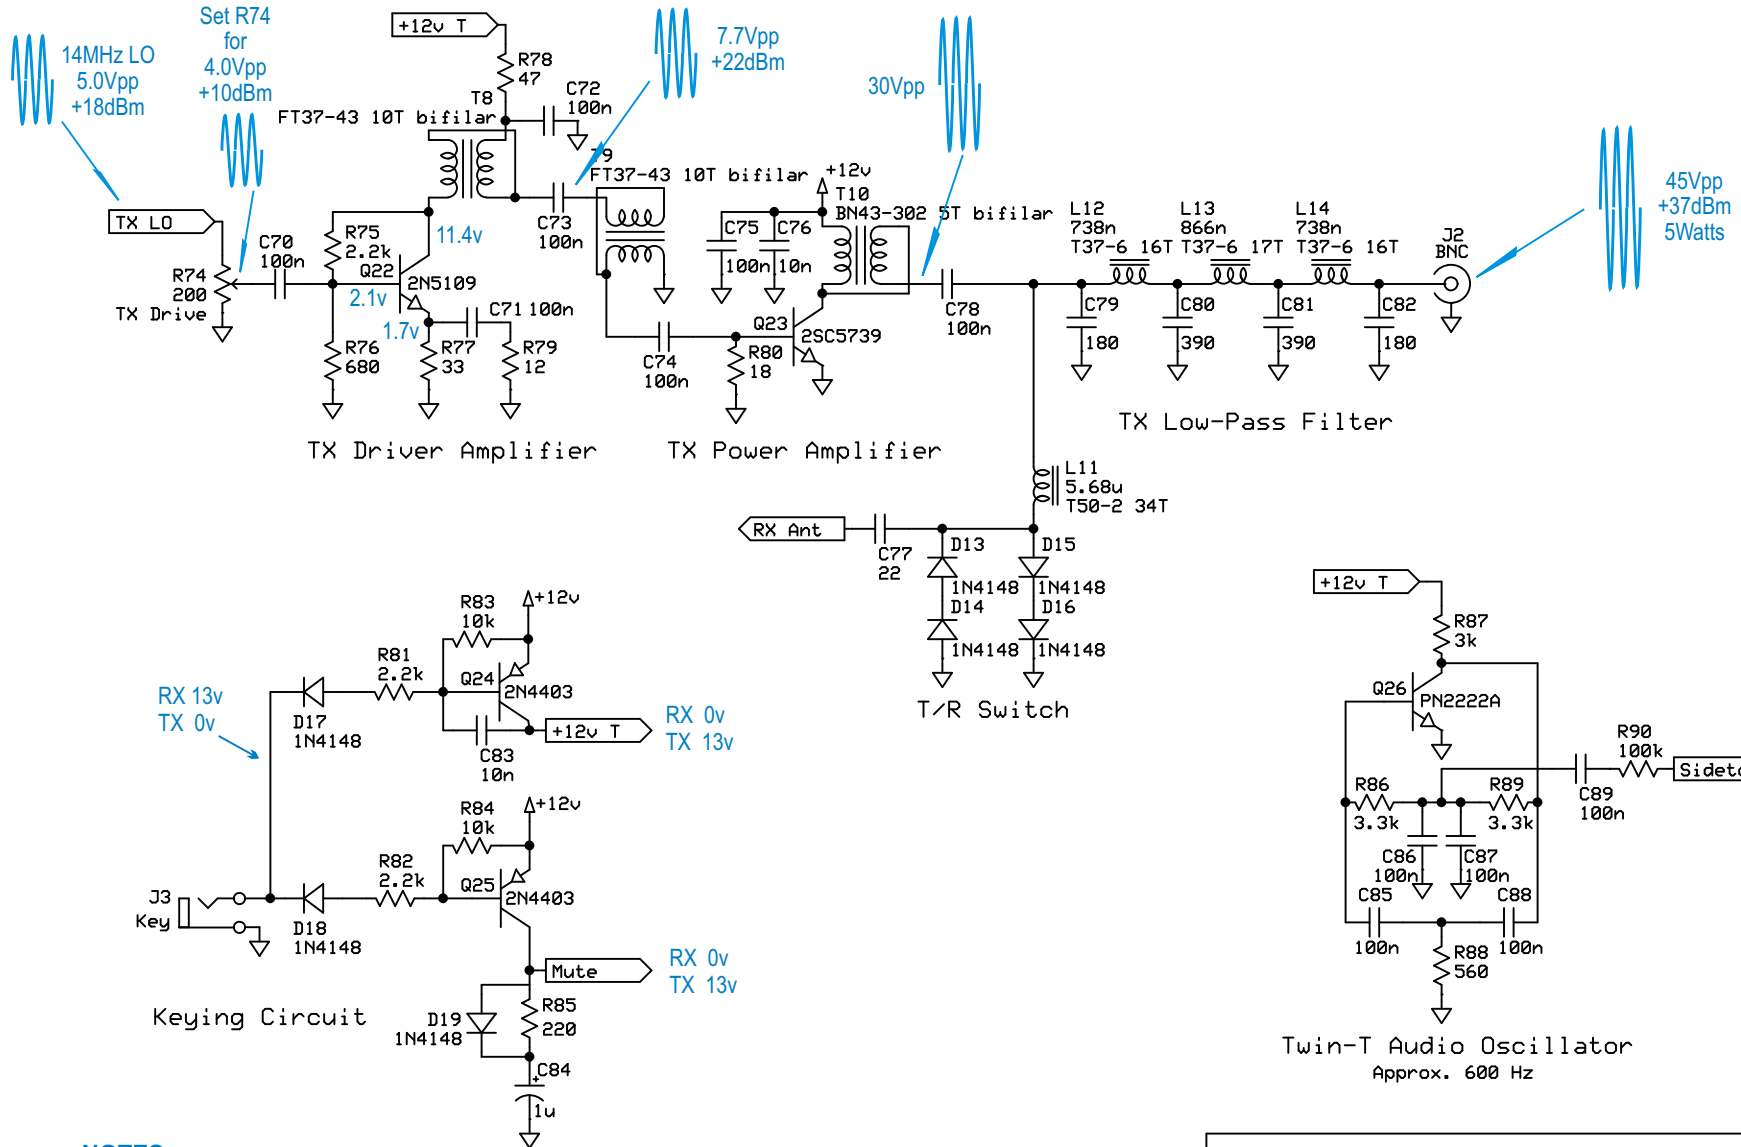 Set R74
for
4.0Vpp
+10dBm
14MHz LO
5.0Vpp
+18dBm
+12v T
R78
47
7.7Vpp
+22dBm
30Vpp
45Vpp
+37dBm
5Watts
T8
FT37-43 10T bifilar
C72
100n
T9
FT37-43 10T bifilar
+12v
T10
BN43-302 5T bifilar
TX LO
R74
200
TX Drive
C70
100n
R75
2.2k
Q22
2N5109
11.4v
2.1v
1.7v
C71 100n
R76
680
R77
33
R79
12
C73
100n
C74
100n
C75
100n
C76
10n
Q23
2SC5739
R80
18
C78
100n
L12
738n
T37-6 16T
L13
866n
T37-6 17T
L14
738n
T37-6 16T
J2
BNC
C79
180
C80
390
C81
390
C82
180
TX Driver Amplifier
TX Power Amplifier
TX Low-Pass Filter
L11
5.68u
T50-2 34T
RX Ant
C77
22
D13
1N4148
D14
1N4148
D15
1N4148
D16
1N4148
T/R Switch
RX 13v
TX 0v
D17
1N4148
R81
2.2k
R83
10k
+12v
Q24
2N4403
C83
10n
+12v T
RX 0v
TX 13v
J3
Key
D18
1N4148
R82
2.2k
R84
10k
+12v
Q25
2N4403
Mute
RX 0v
TX 13v
D19
1N4148
R85
220
C84
+
1u
Keying Circuit
+12v T
R87
3k
Q26
PN2222A
R86
3.3k
R89
3.3k
C86
100n
C87
100n
C85
100n
C88
100n
R88
560
C89
100n
R90
100k
Twin-T Audio Oscillator
Approx. 600 Hz